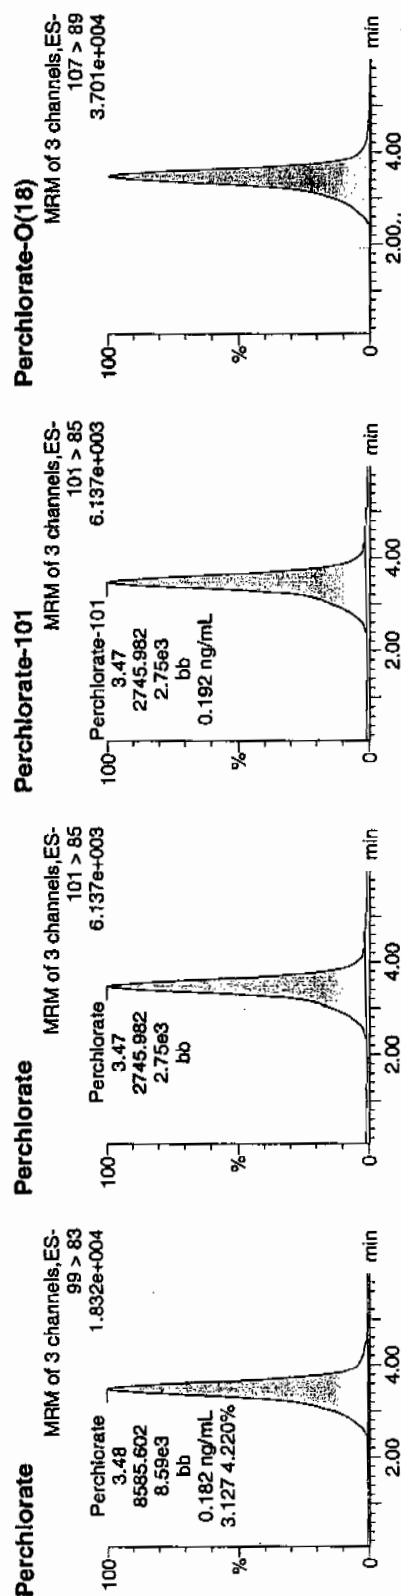 Perchlorate
MRM of 3 channels,ES-
99 > 83
1.832e+004
100
Perchlorate
3.48
8585.602
8.59e3
bb
0.182 ng/mL
3.127 4.220%
%
0
2.00
4.00
min
Perchlorate
MRM of 3 channels,ES-
101 > 85
6.137e+003
100
Perchlorate
3.47
2745.982
2.75e3
bb
%
0
2.00
4.00
min
Perchlorate-101
MRM of 3 channels,ES-
101 > 85
6.137e+003
100
Perchlorate-101
3.47
2745.982
2.75e3
bb
0.192 ng/mL
%
0
2.00
4.00
min
Perchlorate-O(18)
MRM of 3 channels,ES-
107 > 89
3.701e+004
100
%
0
2.00
4.00
min